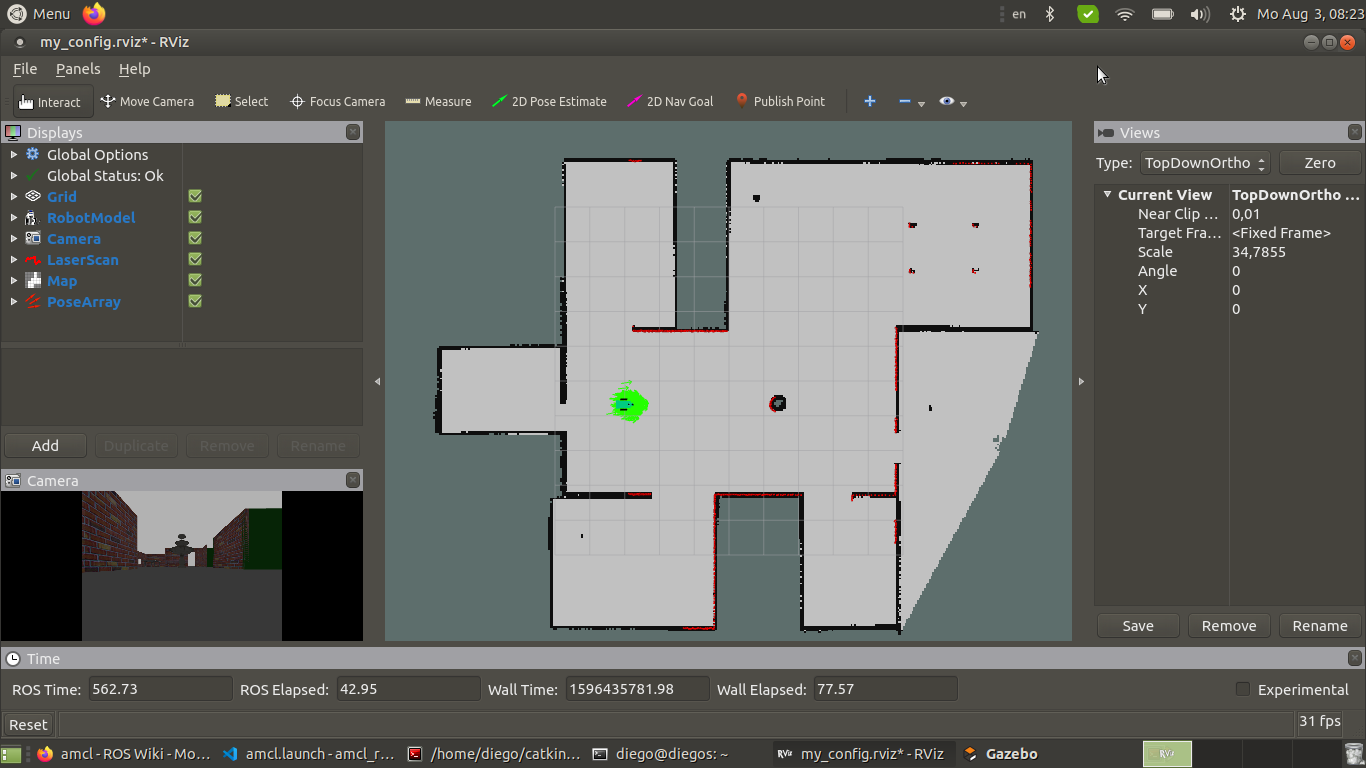 Menu en Mo Aug 3, 08:23
my_config.rviz* - RViz
File Panels Help
Interact Move Camera Select Focus Camera Measure 2D Pose Estimate 2D Nav Goal Publish Point
Displays
Global Options
Global Status: Ok
Grid
RobotModel
Camera
LaserScan
Map
PoseArray
Add Duplicate Remove Rename
Camera
Views
Type: TopDownOrtho Zero
Current View TopDownOrtho ...
Near Clip ... 0,01
Target Fra... <Fixed Frame>
Scale 34,7855
Angle 0
X 0
Y 0
Save Remove Rename
Time
ROS Time: 562.73 ROS Elapsed: 42.95 Wall Time: 1596435781.98 Wall Elapsed: 77.57 Experimental
Reset 31 fps
amcl - ROS Wiki - Mo... amcl.launch - amcl_r... /home/diego/catkin... diego@diegos: ~ RViz my_config.rviz* - RViz Gazebo RViz